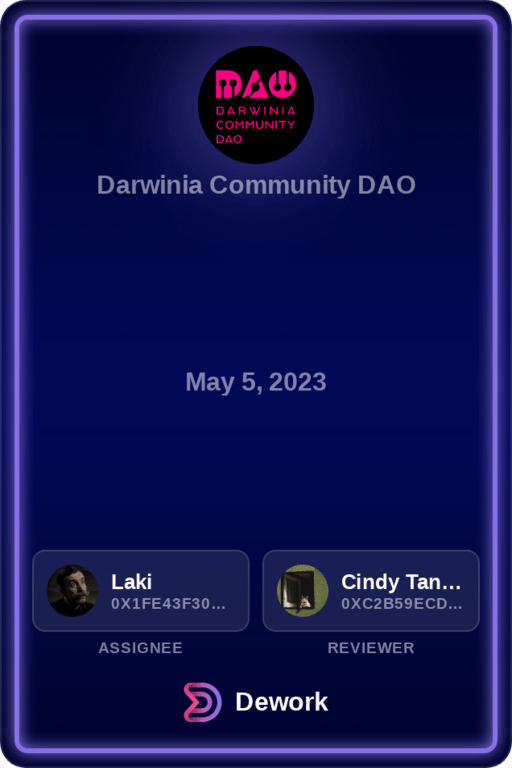 DAO
DARWINIA
COMMUNITY
DAO
Darwinia Community DAO
May 5, 2023
Laki
0X1FE43F30...
Cindy Tan...
0XC2B59ECD...
ASSIGNEE
REVIEWER
Dework